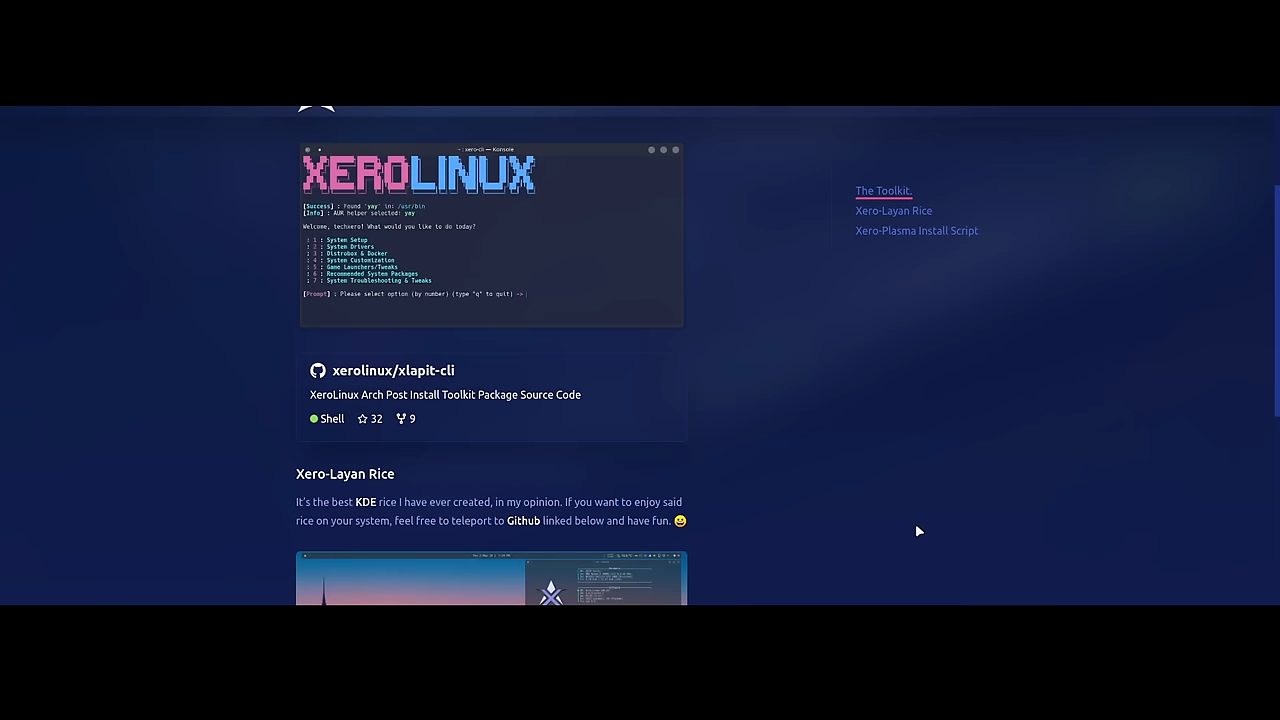 ~ : xero-cli — Konsole
XEROLINUX
[Success] : Found 'yay' in: /usr/bin
[Info] : AUR helper selected: yay
Welcome, techxero! What would you like to do today?
: 1 : System Setup
: 2 : System Drivers
: 3 : Distrobox & Docker
: 4 : System Customization
: 5 : Game Launchers/Tweaks
: 6 : Recommended System Packages
: 7 : System Troubleshooting & Tweaks
[Prompt] : Please select option (by number) (type "q" to quit) ->
The Toolkit.
Xero-Layan Rice
Xero-Plasma Install Script
xerolinux/xlapit-cli
XeroLinux Arch Post Install Toolkit Package Source Code
Shell 32 9
Xero-Layan Rice
It's the best KDE rice I have ever created, in my opinion. If you want to enjoy said
rice on your system, feel free to teleport to Github linked below and have fun. 😀